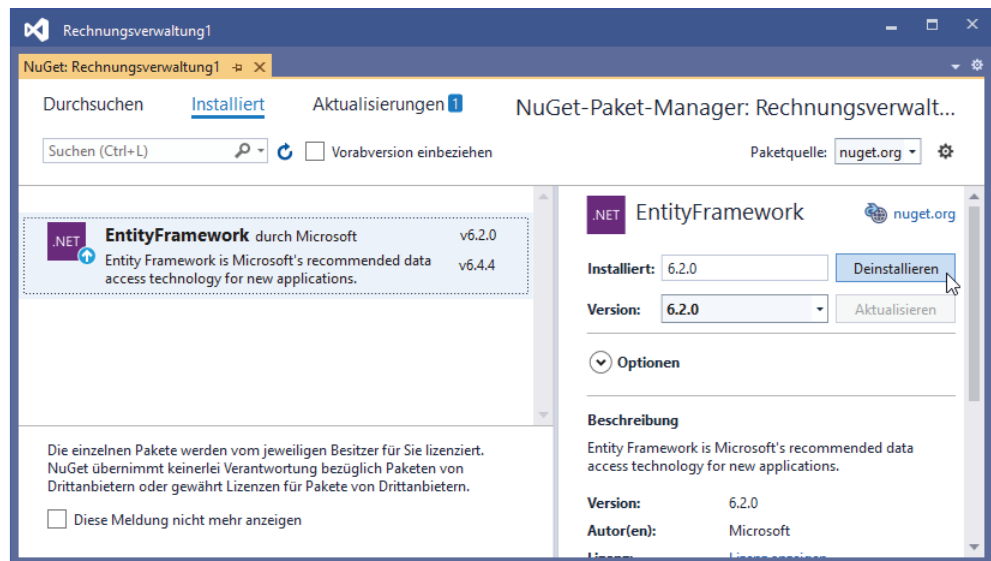 Rechnungsverwaltung1
NuGet: Rechnungsverwaltung1
Durchsuchen Installiert Aktualisierungen 1 NuGet-Paket-Manager: Rechnungsverwalt...
Suchen (Ctrl+L) Vorabversion einbeziehen Paketquelle: nuget.org
.NET EntityFramework durch Microsoft v6.2.0
Entity Framework is Microsoft's recommended data v6.4.4
access technology for new applications.
.NET EntityFramework nuget.org
Installiert: 6.2.0 Deinstallieren
Version: 6.2.0 Aktualisieren
Optionen
Beschreibung
Entity Framework is Microsoft's recommended data
access technology for new applications.
Version: 6.2.0
Autor(en): Microsoft
Lizenz: Lizenz anzeigen
Die einzelnen Pakete werden vom jeweiligen Besitzer für Sie lizenziert.
NuGet übernimmt keinerlei Verantwortung bezüglich Paketen von
Drittanbietern oder gewährt Lizenzen für Pakete von Drittanbietern.
Diese Meldung nicht mehr anzeigen